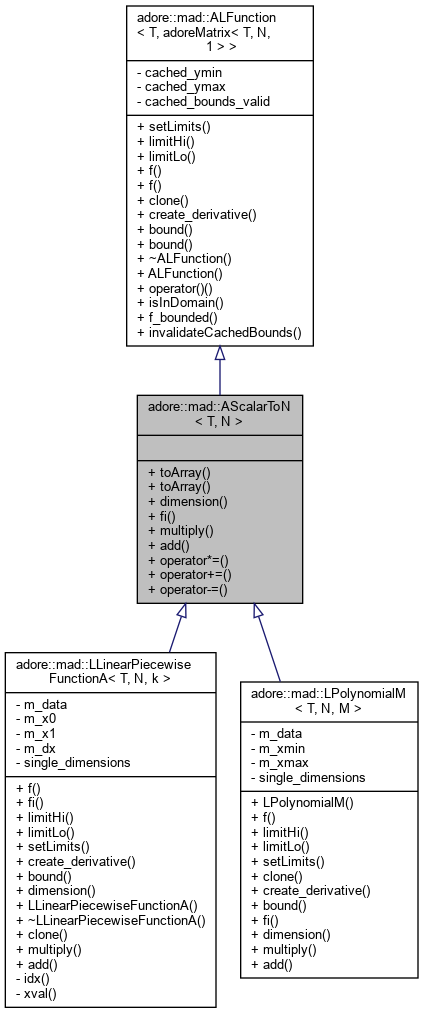 adore::mad::ALFunction
< T, adoreMatrix< T, N,
1 > >
- cached_ymin
- cached_ymax
- cached_bounds_valid
+ setLimits()
+ limitHi()
+ limitLo()
+ f()
+ f()
+ clone()
+ create_derivative()
+ bound()
+ bound()
+ ~ALFunction()
+ ALFunction()
+ operator()()
+ isInDomain()
+ f_bounded()
+ invalidateCachedBounds()
adore::mad::AScalarToN
< T, N >
+ toArray()
+ toArray()
+ dimension()
+ fi()
+ multiply()
+ add()
+ operator*=()
+ operator+=()
+ operator-=()
adore::mad::LLinearPiecewise
FunctionA< T, N, k >
- m_data
- m_x0
- m_x1
- m_dx
- single_dimensions
+ f()
+ fi()
+ limitHi()
+ limitLo()
+ setLimits()
+ create_derivative()
+ bound()
+ dimension()
+ LLinearPiecewiseFunctionA()
+ ~LLinearPiecewiseFunctionA()
+ clone()
+ multiply()
+ add()
- idx()
- xval()
adore::mad::LPolynomialM
< T, N, M >
- m_data
- m_xmin
- m_xmax
- single_dimensions
+ LPolynomialM()
+ f()
+ limitHi()
+ limitLo()
+ setLimits()
+ clone()
+ create_derivative()
+ bound()
+ fi()
+ dimension()
+ multiply()
+ add()